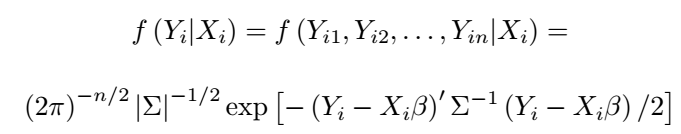 f (Y_i|X_i) = f (Y_{i1}, Y_{i2}, . . . , Y_{in}|X_i) =
(2π)^{−n/2} |Σ|^{−1/2} exp [− (Y_i − X_iβ)′ Σ^{−1} (Y_i − X_iβ) /2]